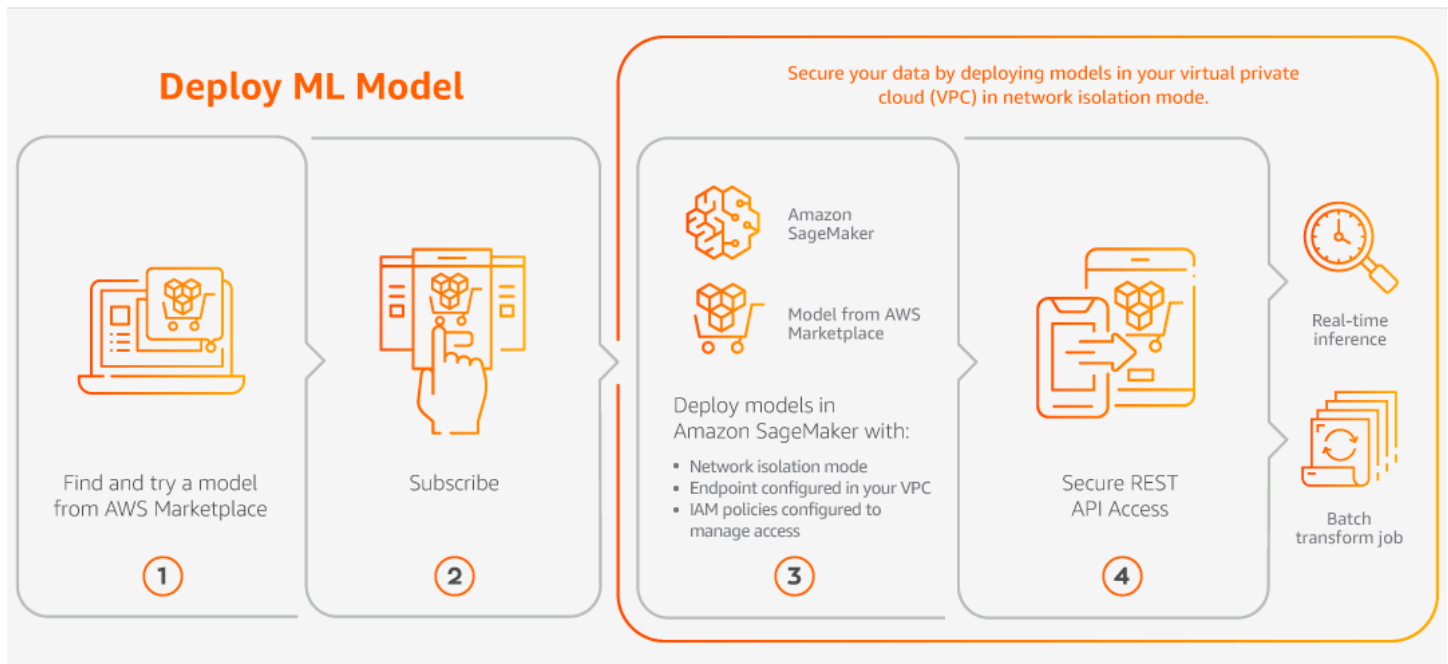 Deploy ML Model
Secure your data by deploying models in your virtual private
cloud (VPC) in network isolation mode.
Find and try a model
from AWS Marketplace
1
Subscribe
2
Amazon
SageMaker
Model from AWS
Marketplace
Deploy models in
Amazon SageMaker with:
• Network isolation mode
• Endpoint configured in your VPC
• IAM policies configured to
manage access
3
Secure REST
API Access
4
Real-time
inference
Batch
transform job